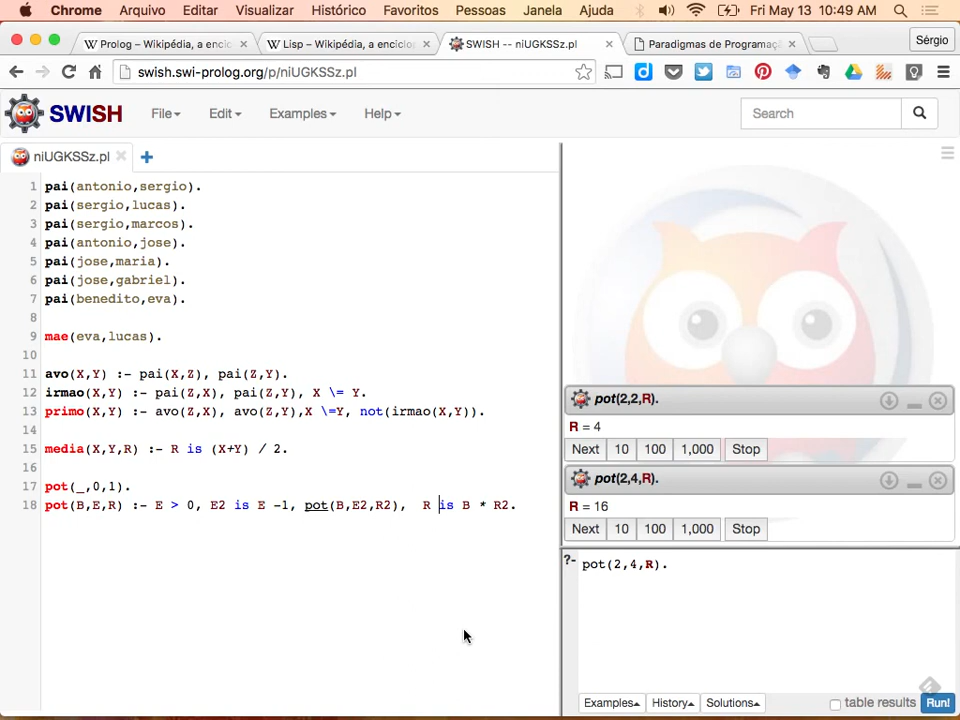 Chrome Arquivo Editar Visualizar Histórico Favoritos Pessoas Janela Ajuda Fri May 13 10:49 AM
Prolog – Wikipédia, a encic
Lisp – Wikipédia, a enciclo
SWISH -- niUGKSSz.pl
Paradigmas de Programaç
Sérgio
swish.swi-prolog.org/p/niUGKSSz.pl
SWISH File Edit Examples Help Search
niUGKSSz.pl
1 pai(antonio,sergio).
2 pai(sergio,lucas).
3 pai(sergio,marcos).
4 pai(antonio,jose).
5 pai(jose,maria).
6 pai(jose,gabriel).
7 pai(benedito,eva).
8
9 mae(eva,lucas).
10
11 avo(X,Y) :- pai(X,Z), pai(Z,Y).
12 irmao(X,Y) :- pai(Z,X), pai(Z,Y), X \= Y.
13 primo(X,Y) :- avo(Z,X), avo(Z,Y),X \=Y, not(irmao(X,Y)).
14
15 media(X,Y,R) :- R is (X+Y) / 2.
16
17 pot(_,0,1).
18 pot(B,E,R) :- E > 0, E2 is E -1, pot(B,E2,R2),  R is B * R2.
pot(2,2,R).
R = 4
Next 10 100 1,000 Stop
pot(2,4,R).
R = 16
Next 10 100 1,000 Stop
?- pot(2,4,R).
Examples History Solutions table results Run!